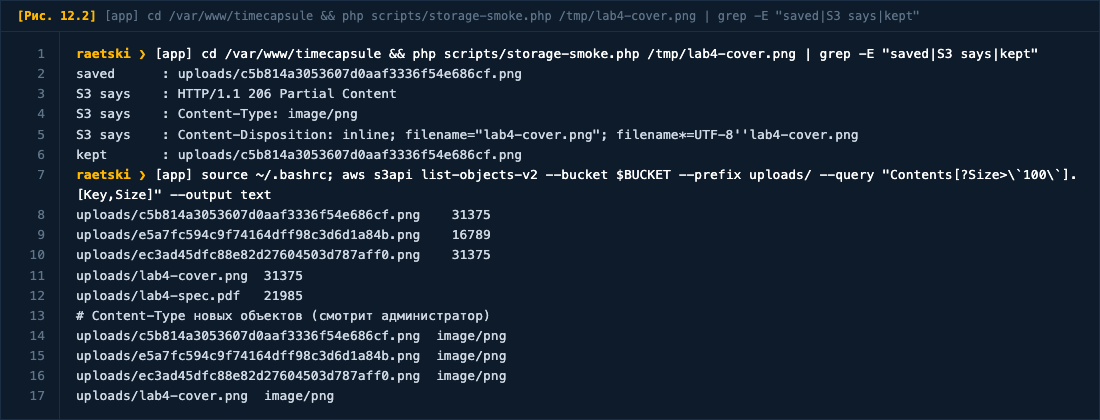 [Рис. 12.2] [app] cd /var/www/timecapsule && php scripts/storage-smoke.php /tmp/lab4-cover.png | grep -E "saved|S3 says|kept"
1 raetski ❯ [app] cd /var/www/timecapsule && php scripts/storage-smoke.php /tmp/lab4-cover.png | grep -E "saved|S3 says|kept"
2 saved : uploads/c5b814a3053607d0aaf3336f54e686cf.png
3 S3 says : HTTP/1.1 206 Partial Content
4 S3 says : Content-Type: image/png
5 S3 says : Content-Disposition: inline; filename="lab4-cover.png"; filename*=UTF-8''lab4-cover.png
6 kept : uploads/c5b814a3053607d0aaf3336f54e686cf.png
7 raetski ❯ [app] source ~/.bashrc; aws s3api list-objects-v2 --bucket $BUCKET --prefix uploads/ --query "Contents[?Size>\`100\`].
[Key,Size]" --output text
8 uploads/c5b814a3053607d0aaf3336f54e686cf.png 31375
9 uploads/e5a7fc594c9f74164dff98c3d6d1a84b.png 16789
10 uploads/ec3ad45dfc88e82d27604503d787aff0.png 31375
11 uploads/lab4-cover.png 31375
12 uploads/lab4-spec.pdf 21985
13 # Content-Type новых объектов (смотрит администратор)
14 uploads/c5b814a3053607d0aaf3336f54e686cf.png image/png
15 uploads/e5a7fc594c9f74164dff98c3d6d1a84b.png image/png
16 uploads/ec3ad45dfc88e82d27604503d787aff0.png image/png
17 uploads/lab4-cover.png image/png